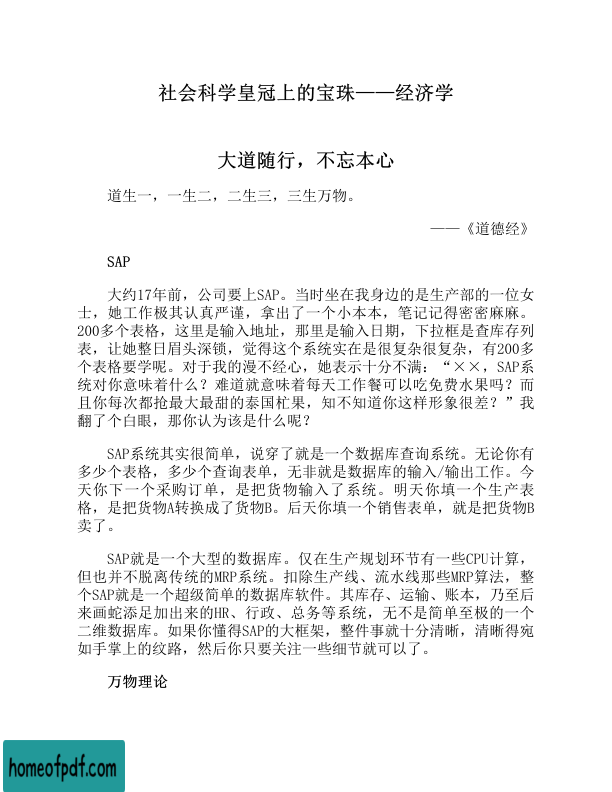 社会科学皇冠上的宝珠——经济学
大道随行，不忘本心
道生一，一生二，二生三，三生万物。
——《道德经》
SAP
大约17年前，公司要上SAP。当时坐在我身边的是生产部的一位女
士，她工作极其认真严谨，拿出了一个小本本，笔记记得密密麻麻。
200多个表格，这里是输入地址，那里是输入日期，下拉框是查库存列
表，让她整日眉头深锁，觉得这个系统实在是很复杂很复杂，有200多
个表格要学呢。对于我的漫不经心，她表示十分不满：“××，SAP系
统对你意味着什么？难道就意味着每天工作餐可以吃免费水果吗？而
且你每次都抢最大最甜的泰国杧果，知不知道你这样形象很差？”我
翻了个白眼，那你认为该是什么呢？
SAP系统其实很简单，说穿了就是一个数据库查询系统。无论你有
多少个表格，多少个查询表单，无非就是数据库的输入/输出工作。今
天你下一个采购订单，是把货物输入了系统。明天你填一个生产表
格，是把货物A转换成了货物B。后天你填一个销售表单，就是把货物B
卖了。
SAP就是一个大型的数据库。仅在生产规划环节有一些CPU计算，
但也并不脱离传统的MRP系统。扣除生产线、流水线那些MRP算法，整
个SAP就是一个超级简单的数据库软件。其库存、运输、账本，乃至后
来画蛇添足加出来的HR、行政、总务等系统，无不是简单至极的一个
二维数据库。如果你懂得SAP的大框架，整件事就十分清晰，清晰得宛
如手掌上的纹路，然后你只要关注一些细节就可以了。
万物理论
homeofpdf.com